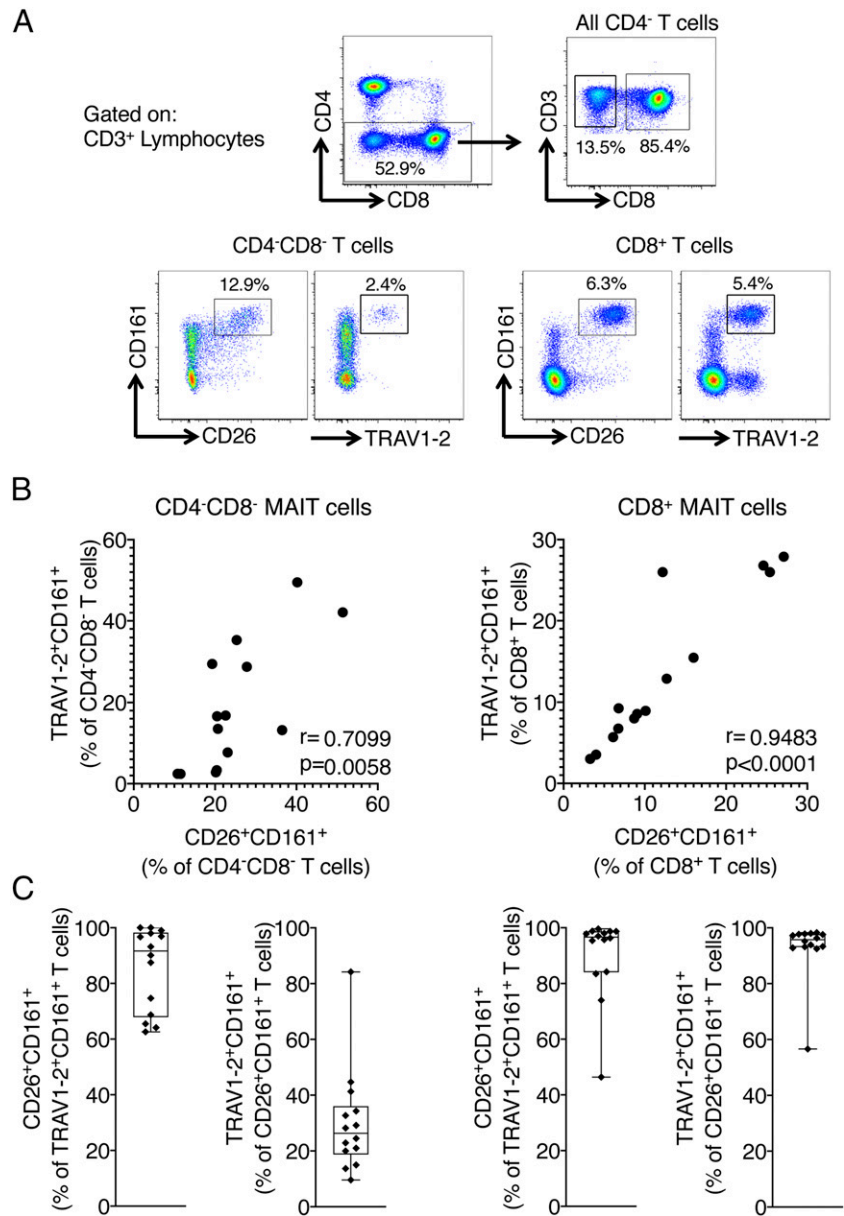 A
All CD4- T cells
Gated on:
CD3+ Lymphocytes
CD4
52.9%
CD8
CD3
13.5% 85.4%
CD8
CD4-CD8- T cells
CD8+ T cells
12.9%
2.4%
6.3%
5.4%
CD161
CD26
TRAV1-2
CD161
CD26
TRAV1-2
B
CD4-CD8- MAIT cells
TRAV1-2+CD161+
(% of CD4-CD8- T cells)
60
40
20
0
r= 0.7099
p=0.0058
0 20 40 60
CD26+CD161+
(% of CD4-CD8- T cells)
CD8+ MAIT cells
TRAV1-2+CD161+
(% of CD8+ T cells)
30
20
10
0
r= 0.9483
p<0.0001
0 10 20 30
CD26+CD161+
(% of CD8+ T cells)
C
CD26+CD161+
(% of TRAV1-2+CD161+ T cells)
100
80
60
40
20
0
TRAV1-2+CD161+
(% of CD26+CD161+ T cells)
100
80
60
40
20
0
CD26+CD161+
(% of TRAV1-2+CD161+ T cells)
100
80
60
40
20
0
TRAV1-2+CD161+
(% of CD26+CD161+ T cells)
100
80
60
40
20
0